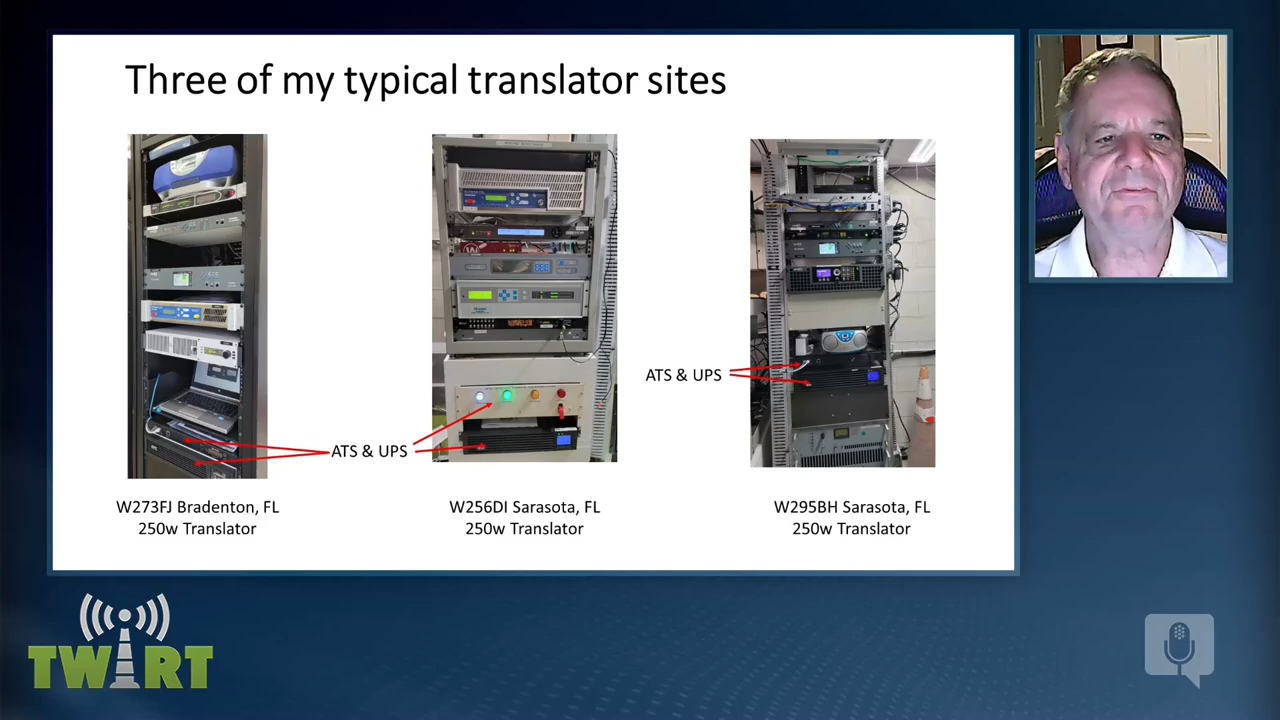 Three of my typical translator sites
ATS & UPS
ATS & UPS
W273FJ Bradenton, FL
250w Translator
W256DI Sarasota, FL
250w Translator
W295BH Sarasota, FL
250w Translator
TWIRT